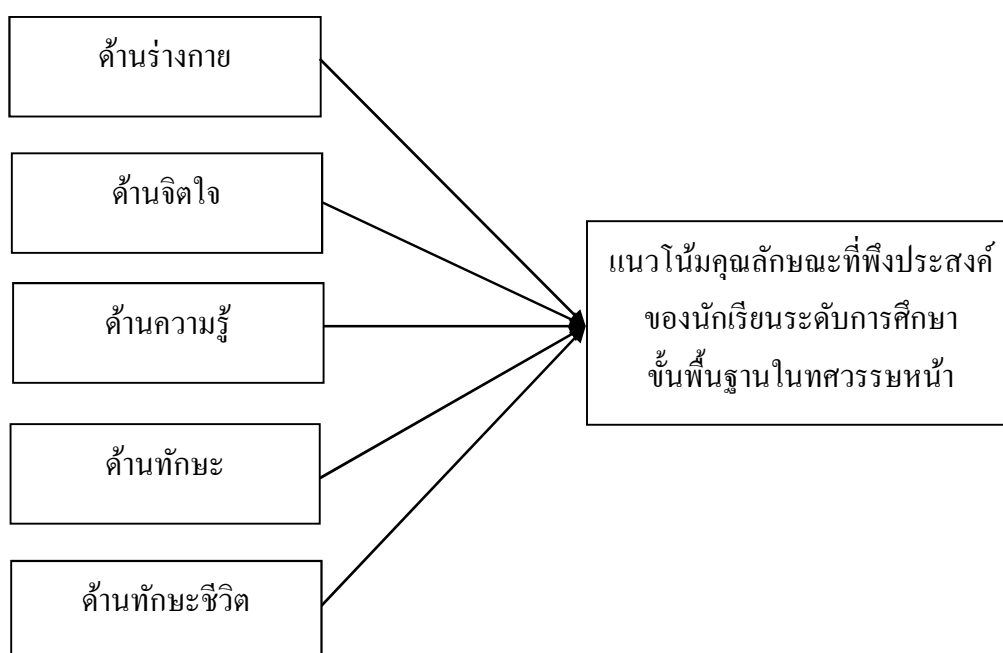 ด้านร่างกาย
ด้านจิตใจ
ด้านความรู้
ด้านทักษะ
ด้านทักษะชีวิต
แนวโน้มคุณลักษณะที่พึงประสงค์
ของนักเรียนระดับการศึกษา
ขั้นพื้นฐานในทศวรรษหน้า